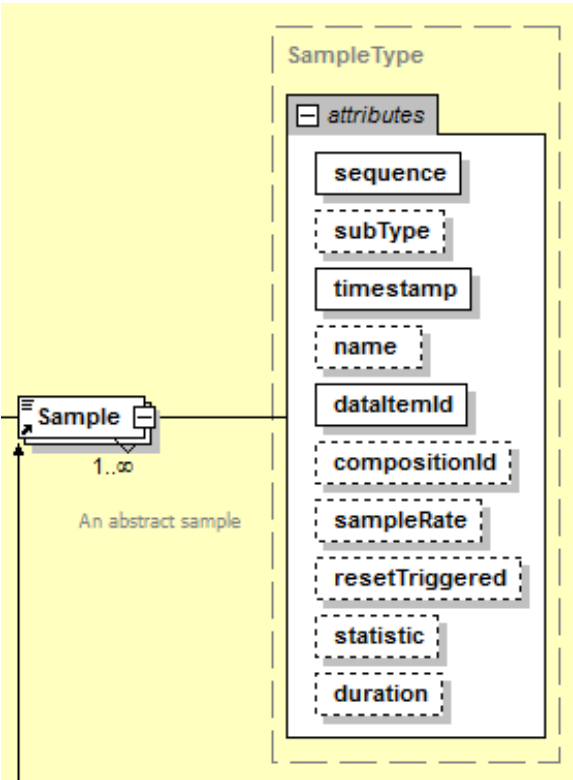 SampleType
attributes
sequence
subType
timestamp
name
dataItemId
Sample
compositionId
1..∞
An abstract sample
sampleRate
resetTriggered
statistic
duration